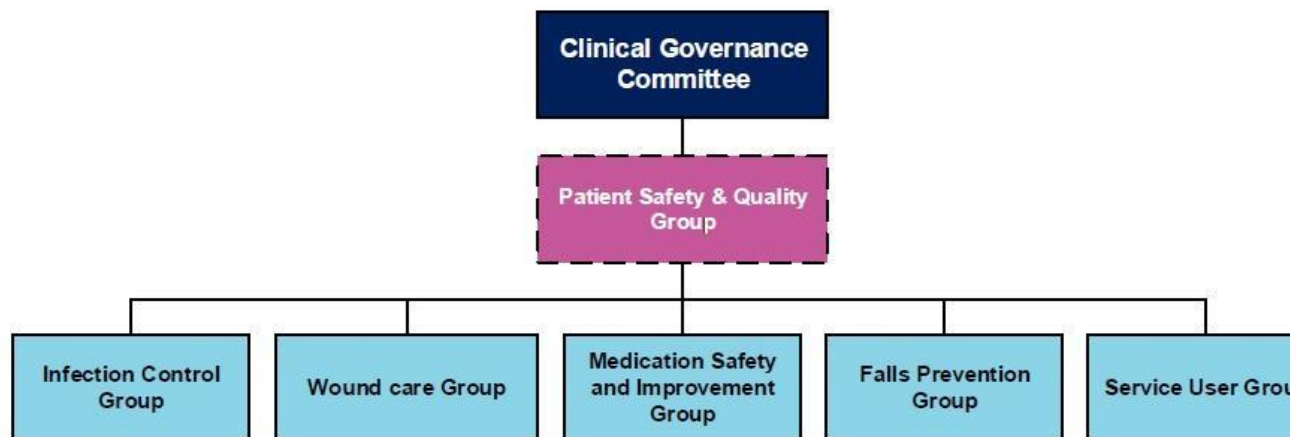 Clinical Governance
Committee
Patient Safety & Quality
Group
Infection Control
Group
Wound care Group
Medication Safety
and Improvement
Group
Falls Prevention
Group
Service User Grou